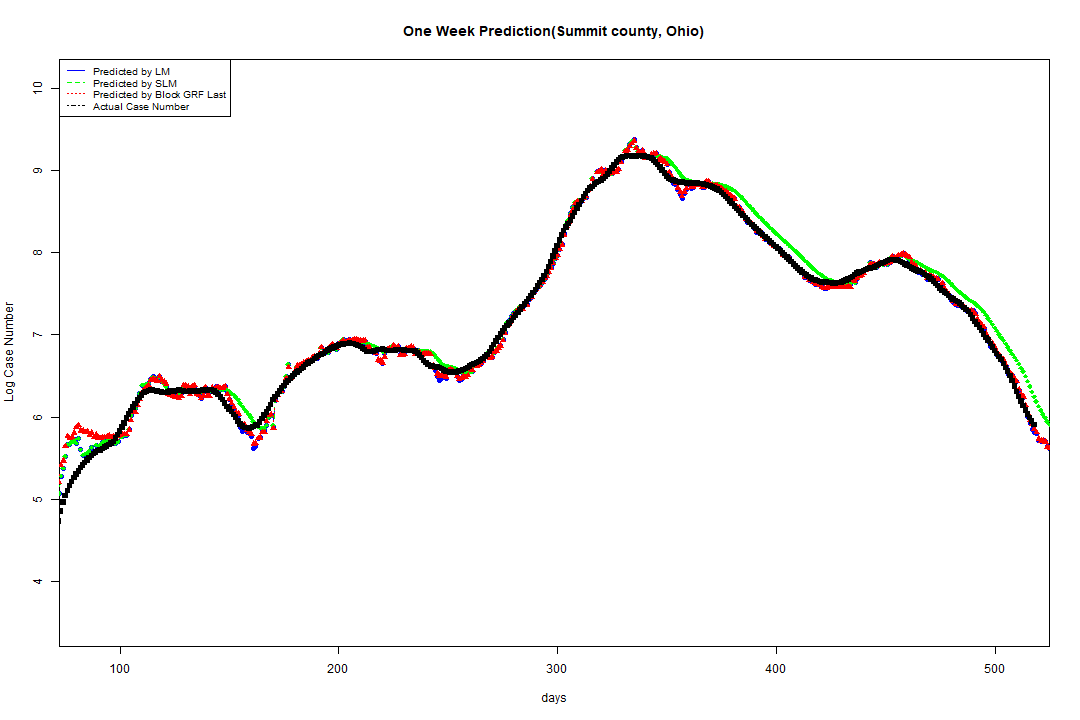 One Week Prediction(Summit county, Ohio)
Predicted by LM
Predicted by SLM
Predicted by Block GRF Last
Actual Case Number
10
9
8
7
6
5
4
Log Case Number
100 200 300 400 500
days